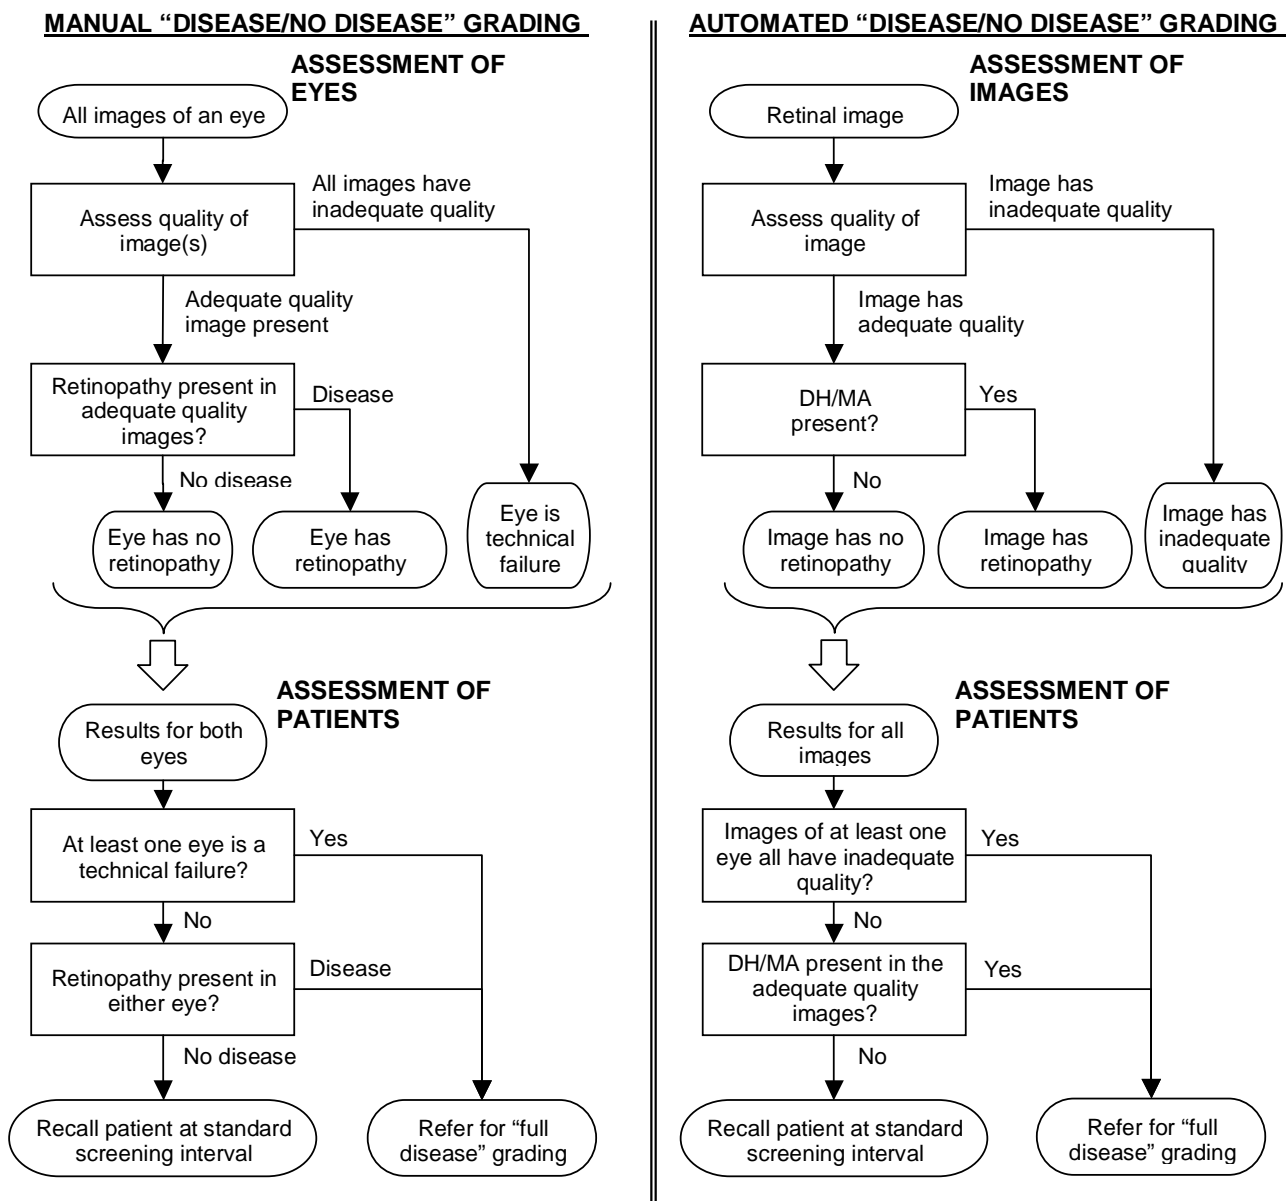 MANUAL “DISEASE/NO DISEASE” GRADING
ASSESSMENT OF
EYES
All images of an eye
All images have
inadequate quality
Assess quality of
image(s)
Adequate quality
image present
Retinopathy present in
adequate quality
images?
Disease
No disease
Eye has no
retinopathy
Eye has
retinopathy
Eye is
technical
failure
ASSESSMENT OF
PATIENTS
Results for both
eyes
At least one eye is a
technical failure?
Yes
No
Retinopathy present in
either eye?
Disease
No disease
Recall patient at standard
screening interval
Refer for “full
disease” grading
AUTOMATED “DISEASE/NO DISEASE” GRADING
ASSESSMENT OF
IMAGES
Retinal image
Image has
inadequate quality
Assess quality of
image
Image has
adequate quality
DH/MA
present?
Yes
No
Image has no
retinopathy
Image has
retinopathy
Image has
inadequate
quality
ASSESSMENT OF
PATIENTS
Results for all
images
Images of at least one
eye all have inadequate
quality?
Yes
No
DH/MA present in the
adequate quality
images?
Yes
No
Recall patient at standard
screening interval
Refer for “full
disease” grading